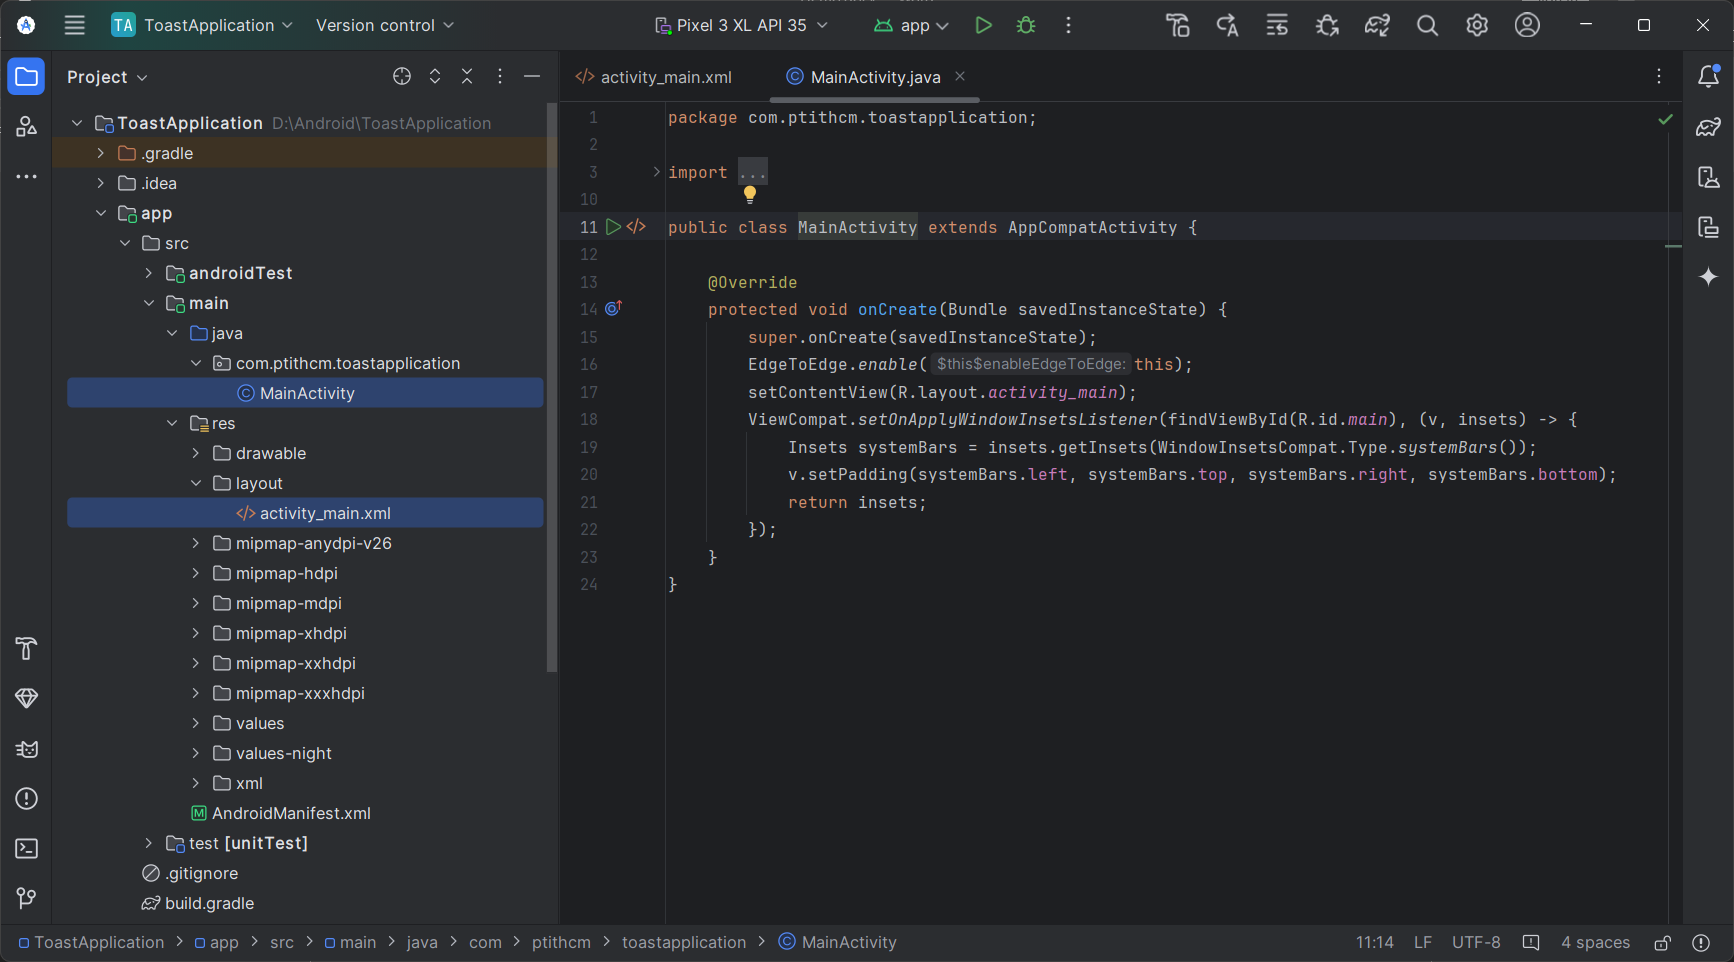 TA ToastApplication Version control Pixel 3 XL API 35 app
Project
activity_main.xml MainActivity.java
ToastApplication D:\Android\ToastApplication
.gradle
.idea
app
src
androidTest
main
java
com.ptithcm.toastapplication
MainActivity
res
drawable
layout
activity_main.xml
mipmap-anydpi-v26
mipmap-hdpi
mipmap-mdpi
mipmap-xhdpi
mipmap-xxhdpi
mipmap-xxxhdpi
values
values-night
xml
AndroidManifest.xml
test [unitTest]
.gitignore
build.gradle
1 package com.ptithcm.toastapplication;
2
3 import ...
10
11 public class MainActivity extends AppCompatActivity {
12
13 @Override
14 protected void onCreate(Bundle savedInstanceState) {
15 super.onCreate(savedInstanceState);
16 EdgeToEdge.enable( $this$enableEdgeToEdge: this);
17 setContentView(R.layout.activity_main);
18 ViewCompat.setOnApplyWindowInsetsListener(findViewById(R.id.main), (v, insets) -> {
19 Insets systemBars = insets.getInsets(WindowInsetsCompat.Type.systemBars());
20 v.setPadding(systemBars.left, systemBars.top, systemBars.right, systemBars.bottom);
21 return insets;
22 });
23 }
24 }
ToastApplication > app > src > main > java > com > ptithcm > toastapplication > MainActivity 11:14 LF UTF-8 4 spaces